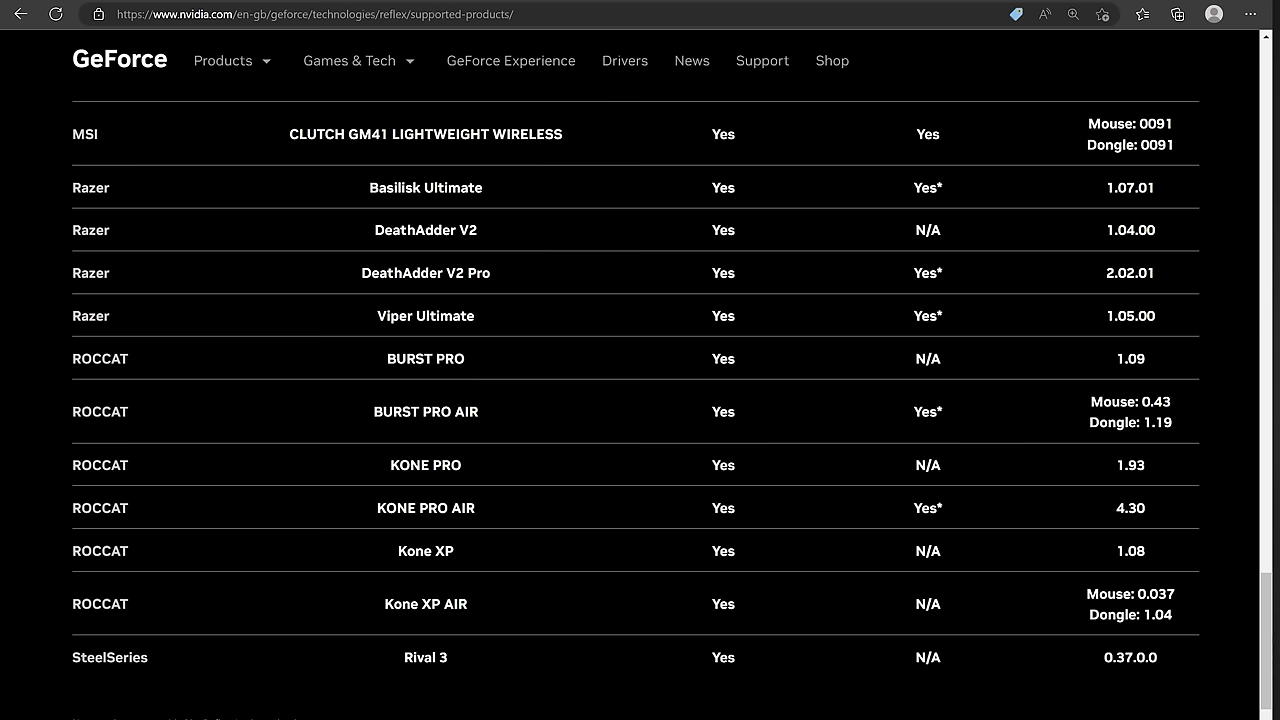 https://www.nvidia.com/en-gb/geforce/technologies/reflex/supported-products/
GeForce Products Games & Tech GeForce Experience Drivers News Support Shop
MSI CLUTCH GM41 LIGHTWEIGHT WIRELESS Yes Yes Mouse: 0091
Dongle: 0091
Razer Basilisk Ultimate Yes Yes* 1.07.01
Razer DeathAdder V2 Yes N/A 1.04.00
Razer DeathAdder V2 Pro Yes Yes* 2.02.01
Razer Viper Ultimate Yes Yes* 1.05.00
ROCCAT BURST PRO Yes N/A 1.09
ROCCAT BURST PRO AIR Yes Yes* Mouse: 0.43
Dongle: 1.19
ROCCAT KONE PRO Yes N/A 1.93
ROCCAT KONE PRO AIR Yes Yes* 4.30
ROCCAT Kone XP Yes N/A 1.08
ROCCAT Kone XP AIR Yes N/A Mouse: 0.037
Dongle: 1.04
SteelSeries Rival 3 Yes N/A 0.37.0.0